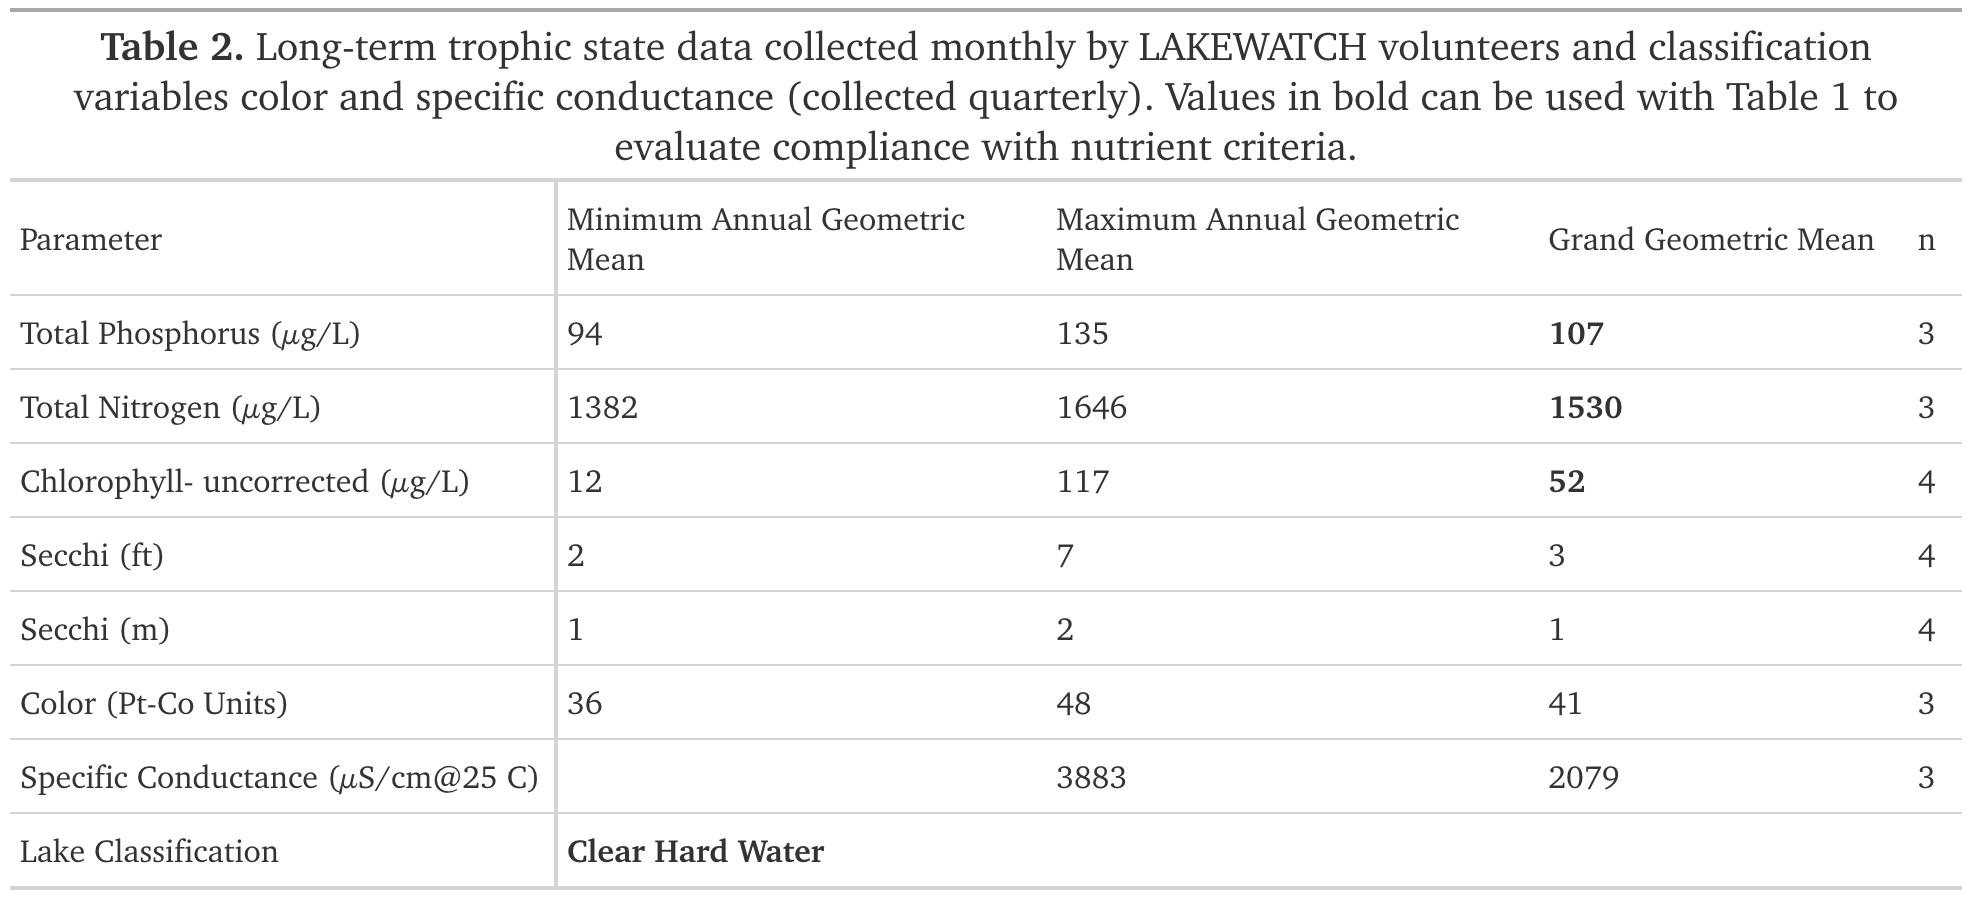 Table 2. Long-term trophic state data collected monthly by LAKEWATCH volunteers and classification
variables color and specific conductance (collected quarterly). Values in bold can be used with Table 1 to
evaluate compliance with nutrient criteria.
Parameter Minimum Annual Geometric Mean Maximum Annual Geometric Mean Grand Geometric Mean n
Total Phosphorus (µg/L) 94 135 107 3
Total Nitrogen (µg/L) 1382 1646 1530 3
Chlorophyll- uncorrected (µg/L) 12 117 52 4
Secchi (ft) 2 7 3 4
Secchi (m) 1 2 1 4
Color (Pt-Co Units) 36 48 41 3
Specific Conductance (µS/cm@25 C) 3883 2079 3
Lake Classification Clear Hard Water